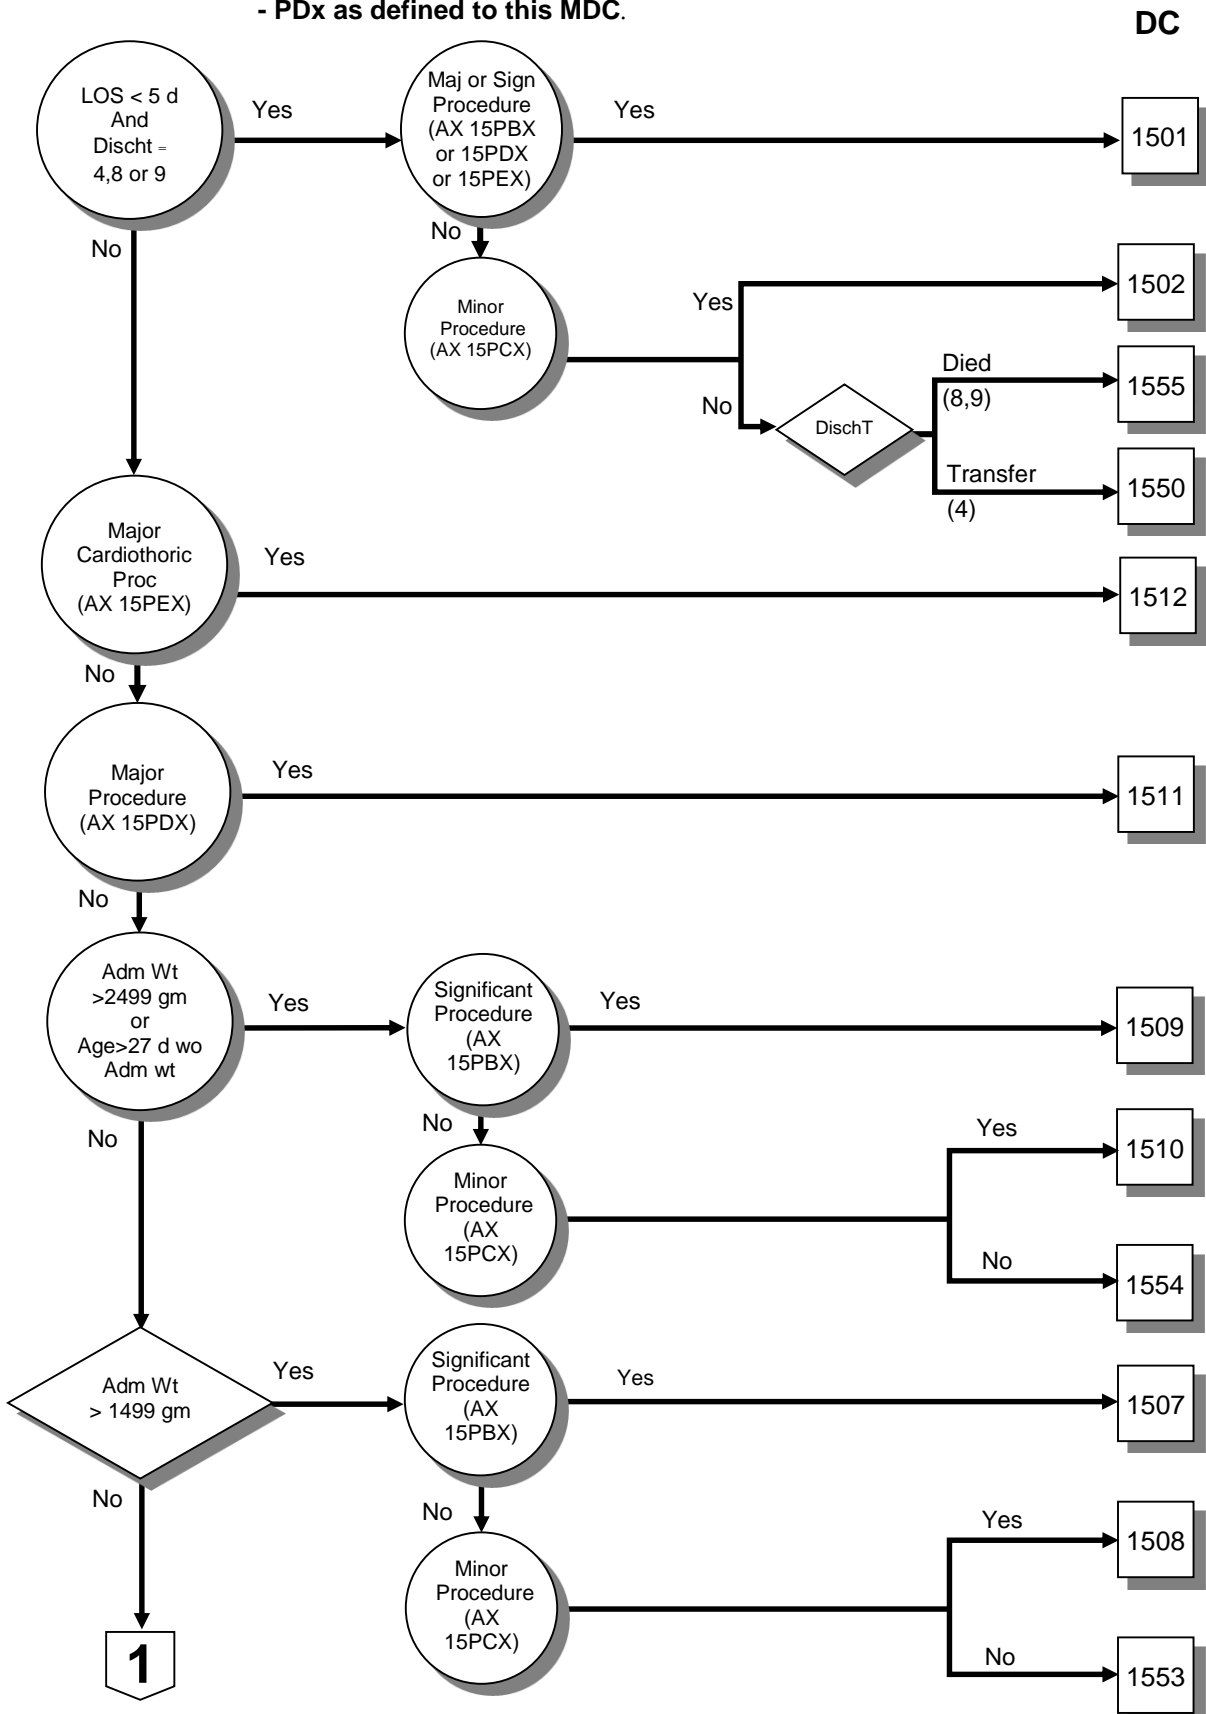 - PDx as defined to this MDC.
DC
LOS < 5 d
And
Discht =
4,8 or 9
Yes
Maj or Sign
Procedure
(AX 15PBX
or 15PDX
or 15PEX)
Yes
1501
No
No
Minor
Procedure
(AX 15PCX)
Yes
1502
No
DischT
Died
(8,9)
1555
Transfer
(4)
1550
Major
Cardiothoric
Proc
(AX 15PEX)
Yes
1512
No
Major
Procedure
(AX 15PDX)
Yes
1511
No
Adm Wt
>2499 gm
or
Age>27 d wo
Adm wt
Yes
Significant
Procedure
(AX
15PBX)
Yes
1509
No
No
Minor
Procedure
(AX
15PCX)
Yes
1510
No
1554
Adm Wt
> 1499 gm
Yes
Significant
Procedure
(AX
15PBX)
Yes
1507
No
No
Minor
Procedure
(AX
15PCX)
Yes
1508
No
1553
1